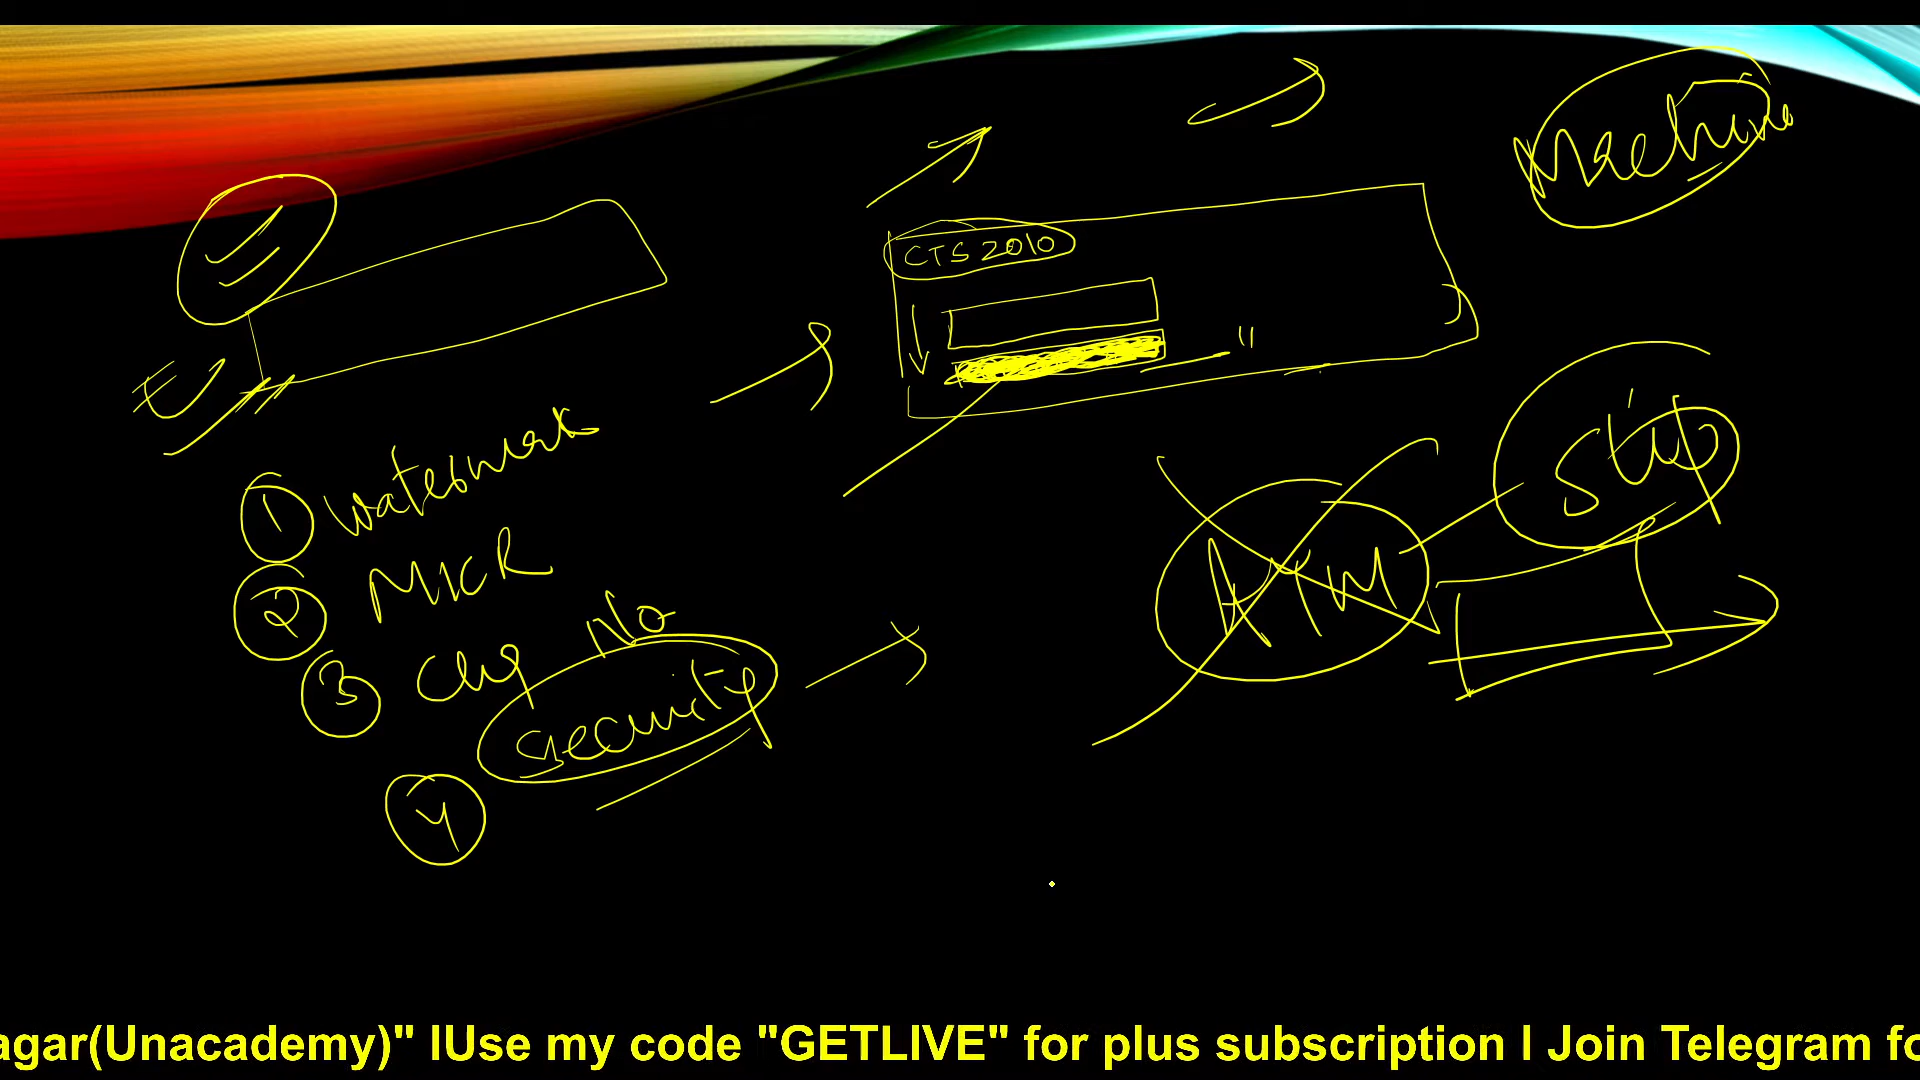 Machine
CTS 2010
① Watermark
② MICR
③ Chq No
Security
④
Stip
ATM
agar(Unacademy)" IUse my code "GETLIVE" for plus subscription I Join Telegram fo